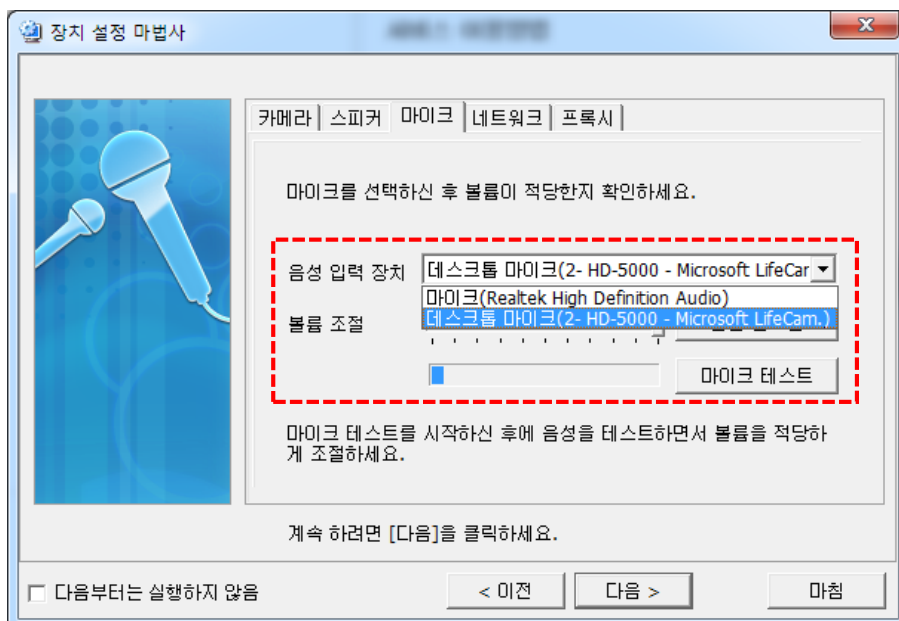 장치 설정 마법사
카메라 스피커 마이크 네트워크 프록시
마이크를 선택하신 후 볼륨이 적당한지 확인하세요.
음성 입력 장치 데스크톱 마이크(2- HD-5000 - Microsoft LifeCar
마이크(Realtek High Definition Audio)
볼륨 조절 데스크톱 마이크(2- HD-5000 - Microsoft LifeCam.)
마이크 테스트
마이크 테스트를 시작하신 후에 음성을 테스트하면서 볼륨을 적당하
게 조절하세요.
계속 하려면 [다음]을 클릭하세요.
다음부터는 실행하지 않음 < 이전 다음 > 마침